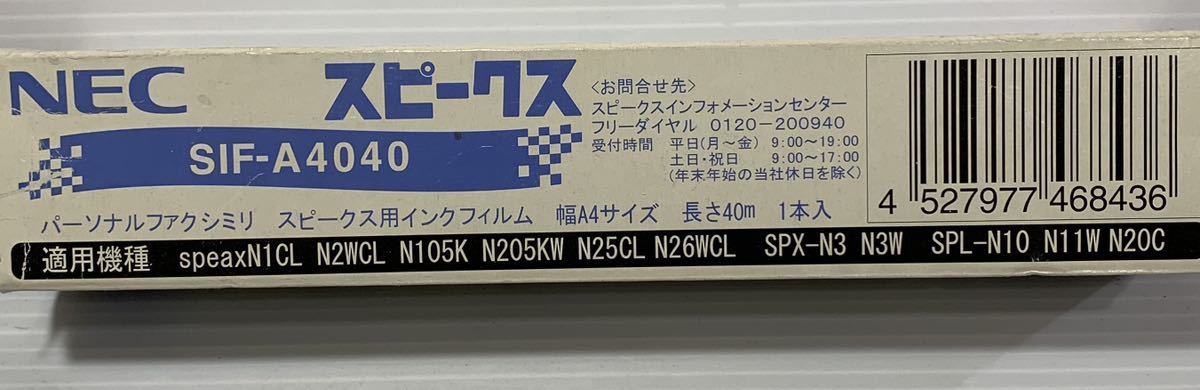 NEC スピークス
SIF-A4040
<お問合せ先>
スピークスインフォメーションセンター
フリーダイヤル 0120-200940
受付時間 平日(月～金) 9:00～19:00
土日・祝日 9:00～17:00
(年末年始の当社休日を除く)
4 527977 468436
パーソナルファクシミリ スピークス用インクフィルム 幅A4サイズ 長さ40m 1本入
適用機種 speaxN1CL N2WCL N105K N205KW N25CL N26WCL SPX-N3 N3W SPL-N10 N11W N20C